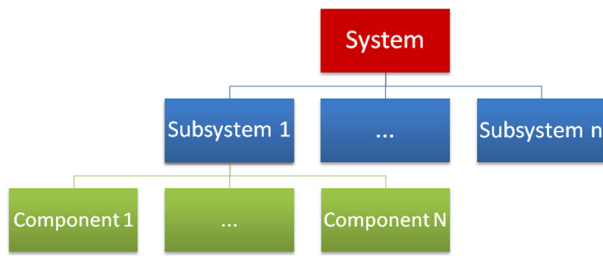 System
Subsystem 1
...
Subsystem n
Component 1
...
Component N